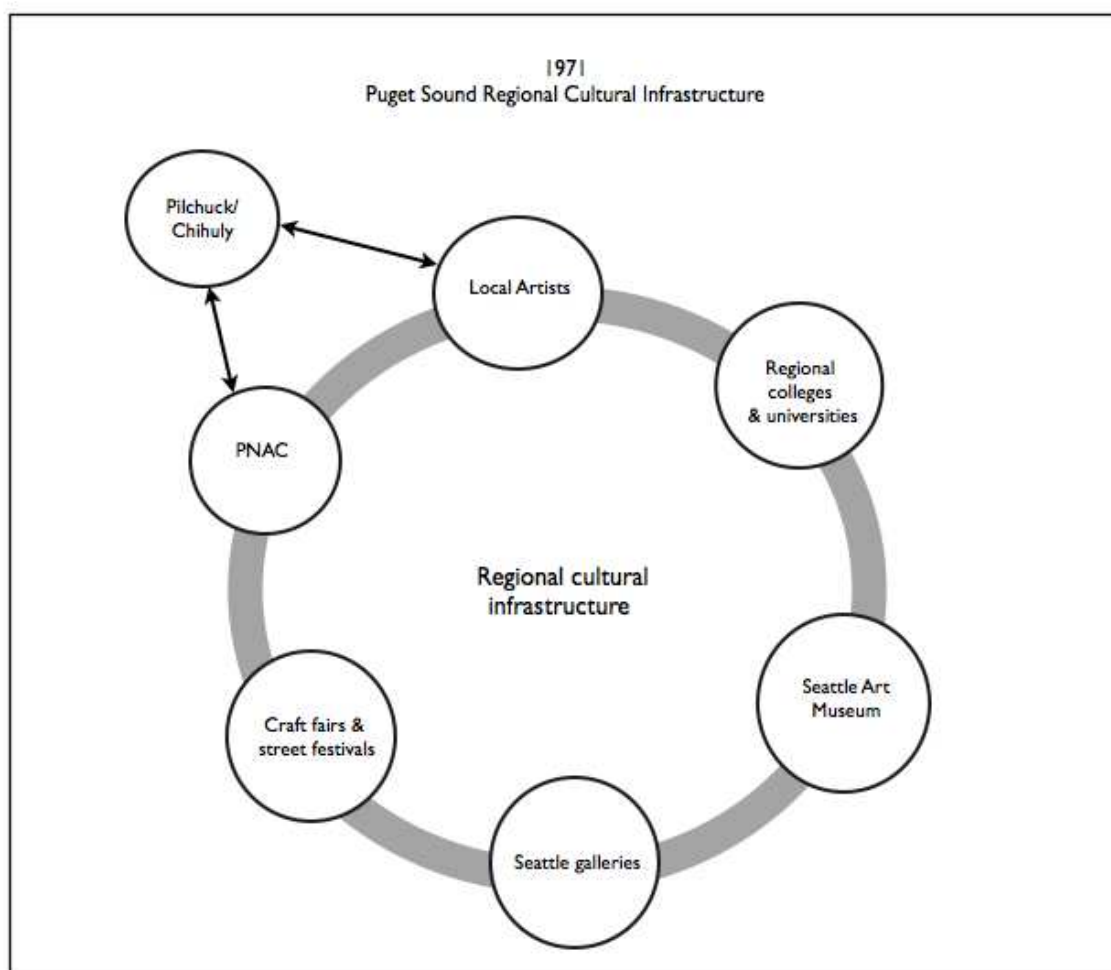 1971
Puget Sound Regional Cultural Infrastructure
Pilchuck/
Chihuly
Local Artists
Regional
colleges
& universities
PNAC
Regional cultural
infrastructure
Seattle Art
Museum
Craft fairs &
street festivals
Seattle galleries